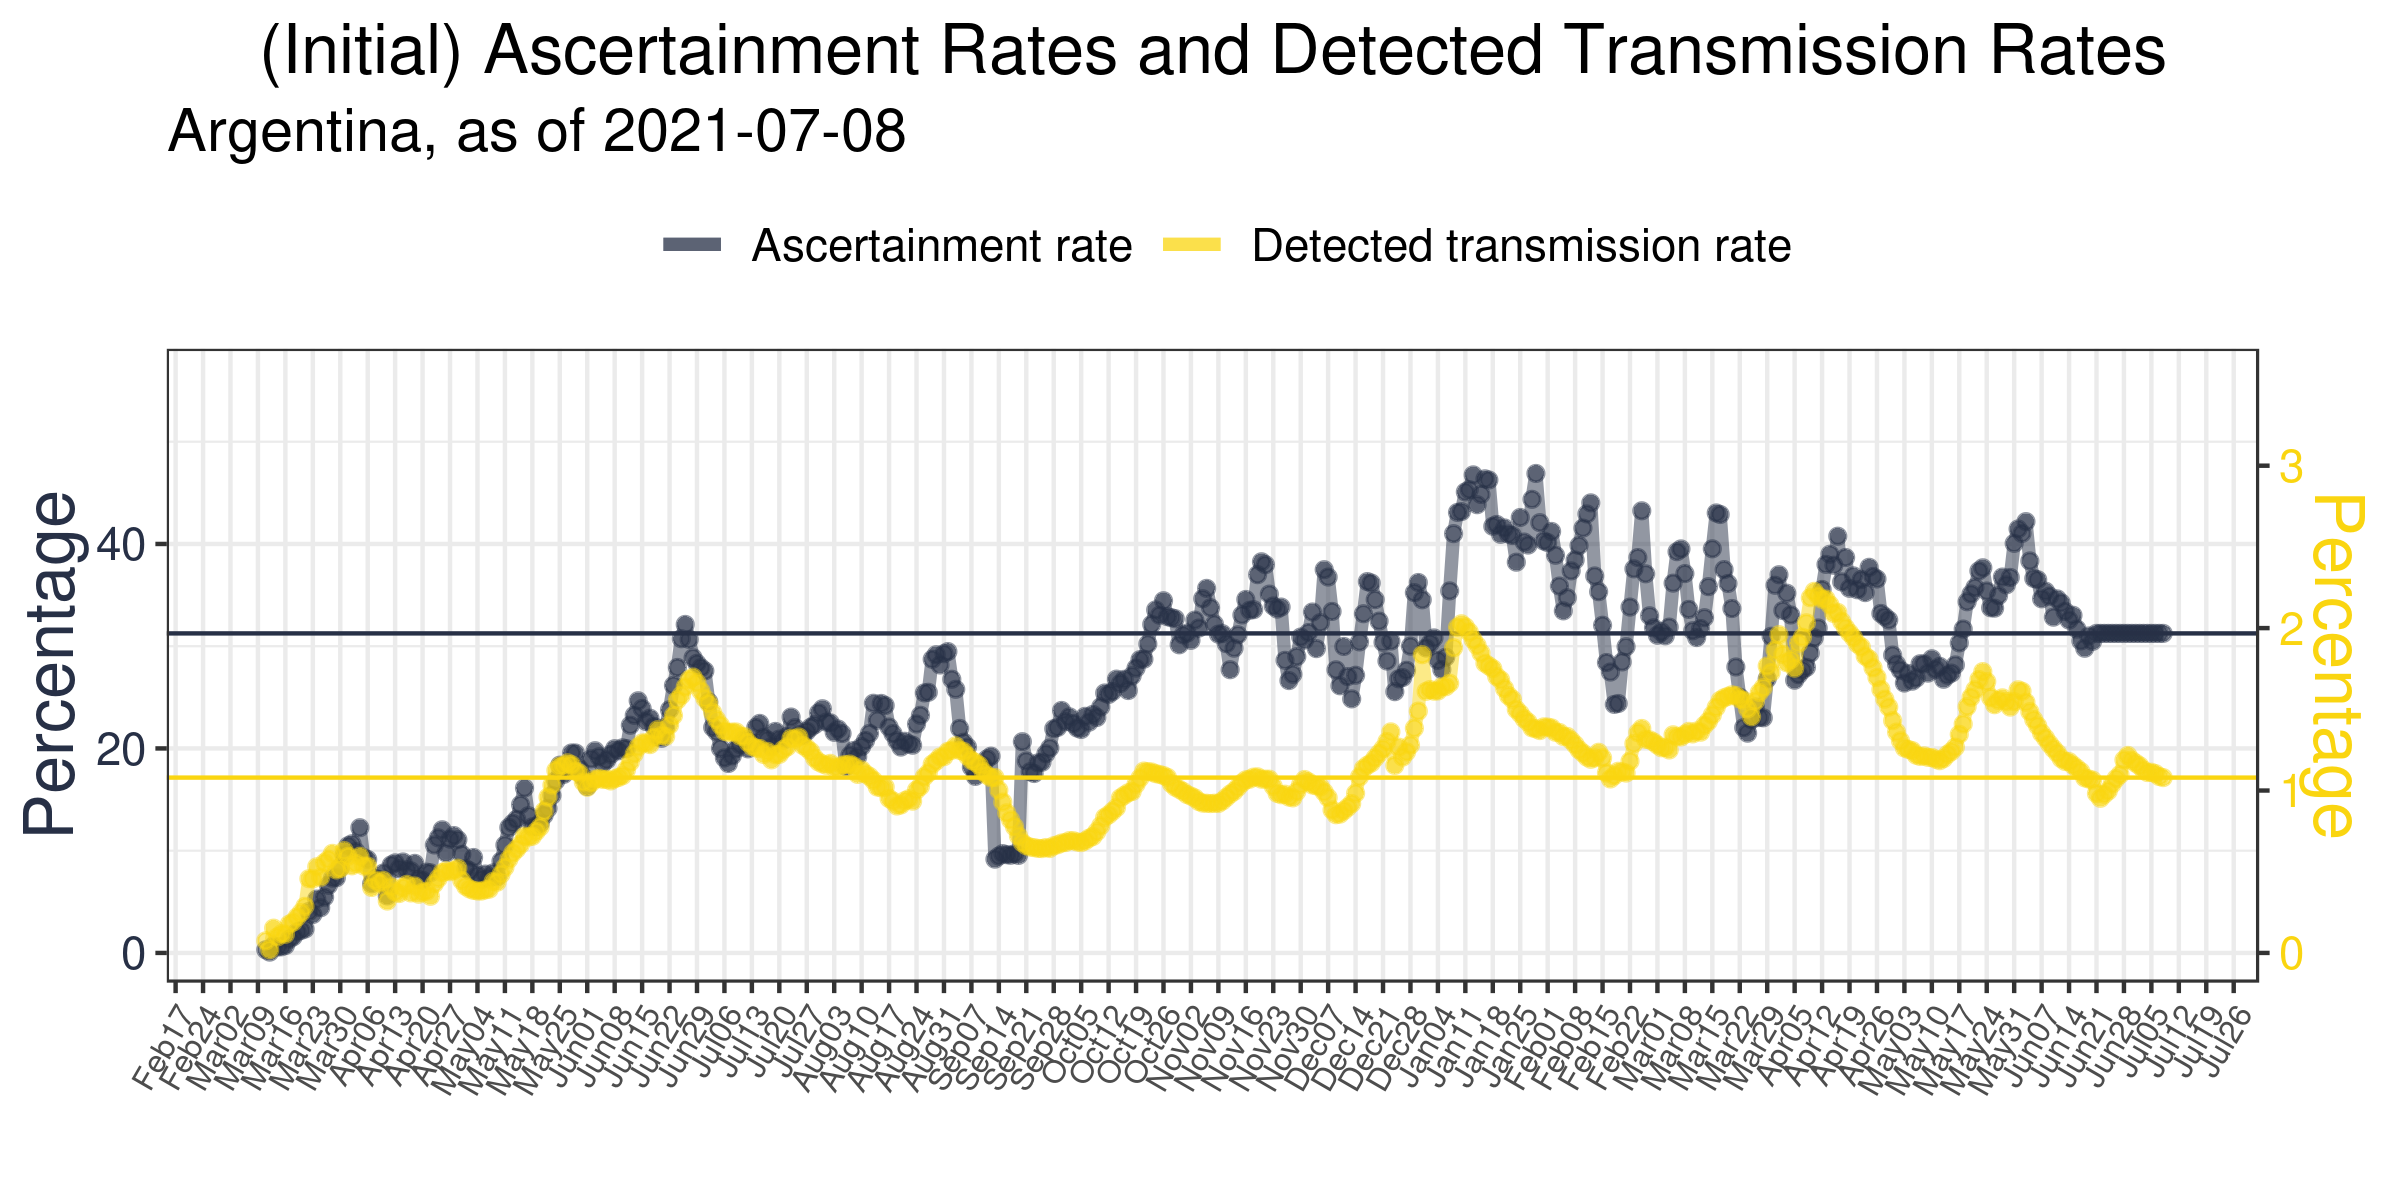 (Initial) Ascertainment Rates and Detected Transmission Rates
Argentina, as of 2021-07-08
Ascertainment rate
Detected transmission rate
Percentage
40
20
0
3
2
1
0
Percentage
Feb17
Feb24
Mar02
Mar09
Mar16
Mar23
Mar30
Apr06
Apr13
Apr20
Apr27
May04
May11
May18
May25
Jun01
Jun08
Jun15
Jun22
Jun29
Jul06
Jul13
Jul20
Jul27
Aug03
Aug10
Aug17
Aug24
Aug31
Sep07
Sep14
Sep21
Sep28
Oct05
Oct12
Oct19
Oct26
Nov02
Nov09
Nov16
Nov23
Nov30
Dec07
Dec14
Dec21
Dec28
Jan04
Jan11
Jan18
Jan25
Feb01
Feb08
Feb15
Feb22
Mar01
Mar08
Mar15
Mar22
Mar29
Apr05
Apr12
Apr19
Apr26
May03
May10
May17
May24
May31
Jun07
Jun14
Jun21
Jun28
Jul05
Jul12
Jul19
Jul26